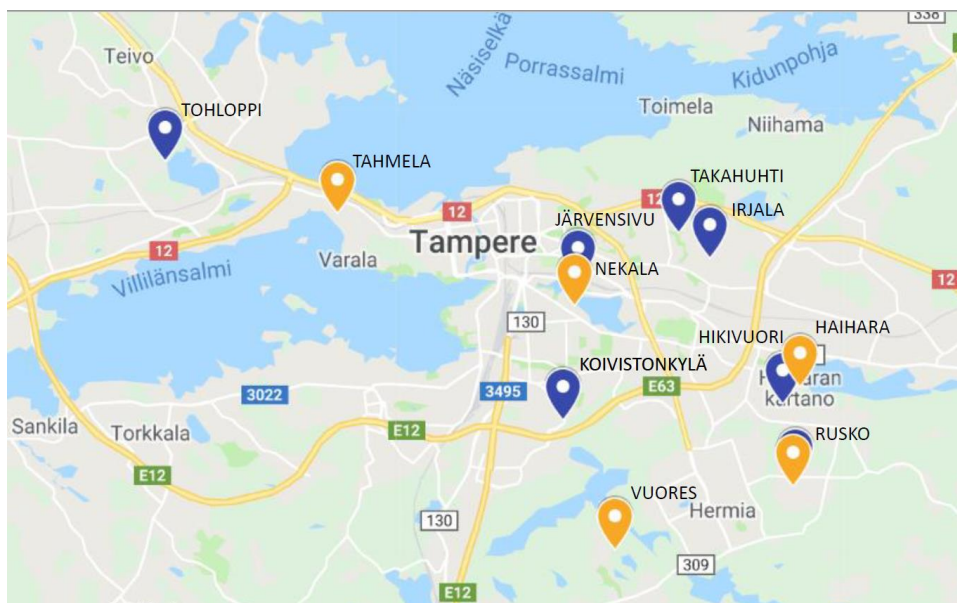 338
Teivo
E
Näsiselkä
Porrassalmi
Kidunpohja
TOHLOPPI
Toimela
Niihama
TAHMELA
TAKAHUHTI
12
12
IRJALA
JÄRVENSIVU
Tampere
12
Varala
NEKALA
Villilänsalmi
12
130
HIKIVUORI
HAIHARA
KOIVISTONKYLÄ
E63
3022
3495
kartano
Sankila
Torkkala
E12
RUSKO
E12
VUORES
130
Hermia
309
E12